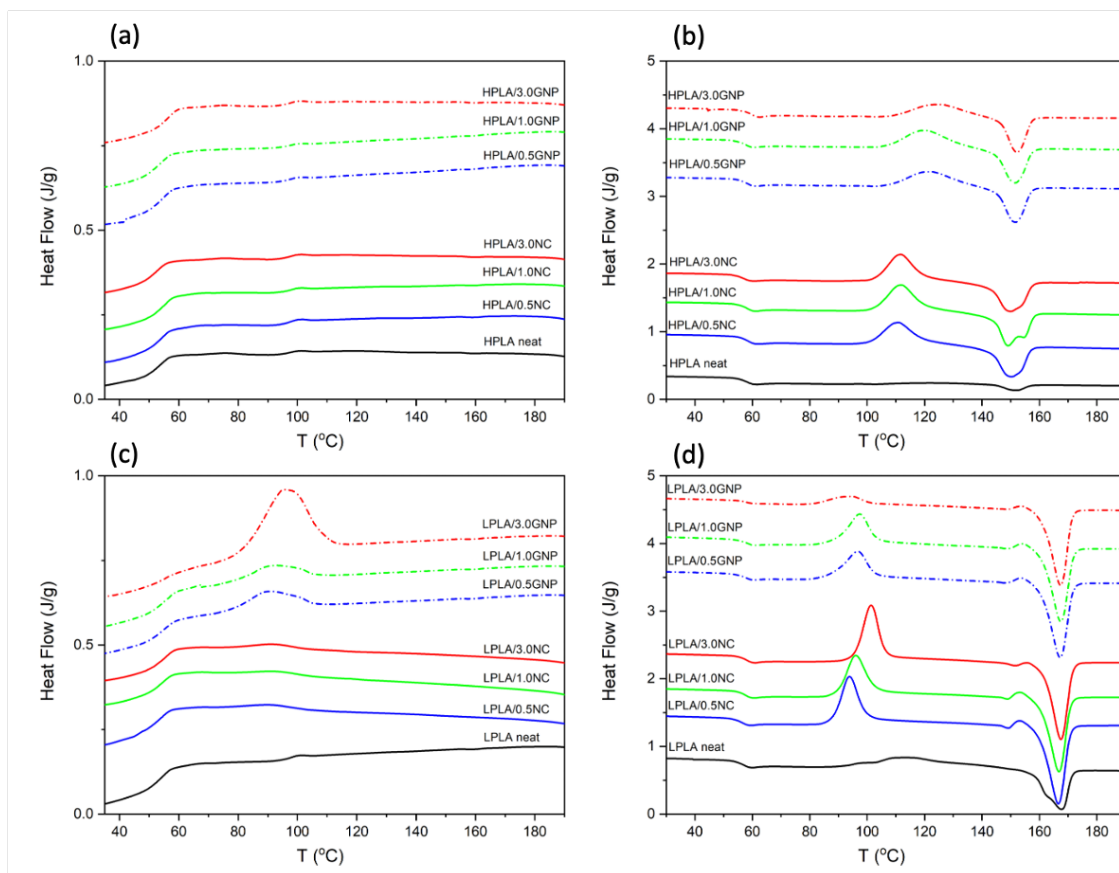 (a)
1.0
0.5
0.0
Heat Flow (J/g)
HPLA/3.0GNP
HPLA/1.0GNP
HPLA/0.5GNP
HPLA/3.0NC
HPLA/1.0NC
HPLA/0.5NC
HPLA neat
40 60 80 100 120 140 160 180
T (°C)
(b)
5
4
3
2
1
0
Heat Flow (J/g)
HPLA/3.0GNP
HPLA/1.0GNP
HPLA/0.5GNP
HPLA/3.0NC
HPLA/1.0NC
HPLA/0.5NC
HPLA neat
40 60 80 100 120 140 160 180
T (°C)
(c)
1.0
0.5
0.0
Heat Flow (J/g)
LPLA/3.0GNP
LPLA/1.0GNP
LPLA/0.5GNP
LPLA/3.0NC
LPLA/1.0NC
LPLA/0.5NC
LPLA neat
40 60 80 100 120 140 160 180
T (°C)
(d)
5
4
3
2
1
0
Heat Flow (J/g)
LPLA/3.0GNP
LPLA/1.0GNP
LPLA/0.5GNP
LPLA/3.0NC
LPLA/1.0NC
LPLA/0.5NC
LPLA neat
40 60 80 100 120 140 160 180
T (°C)